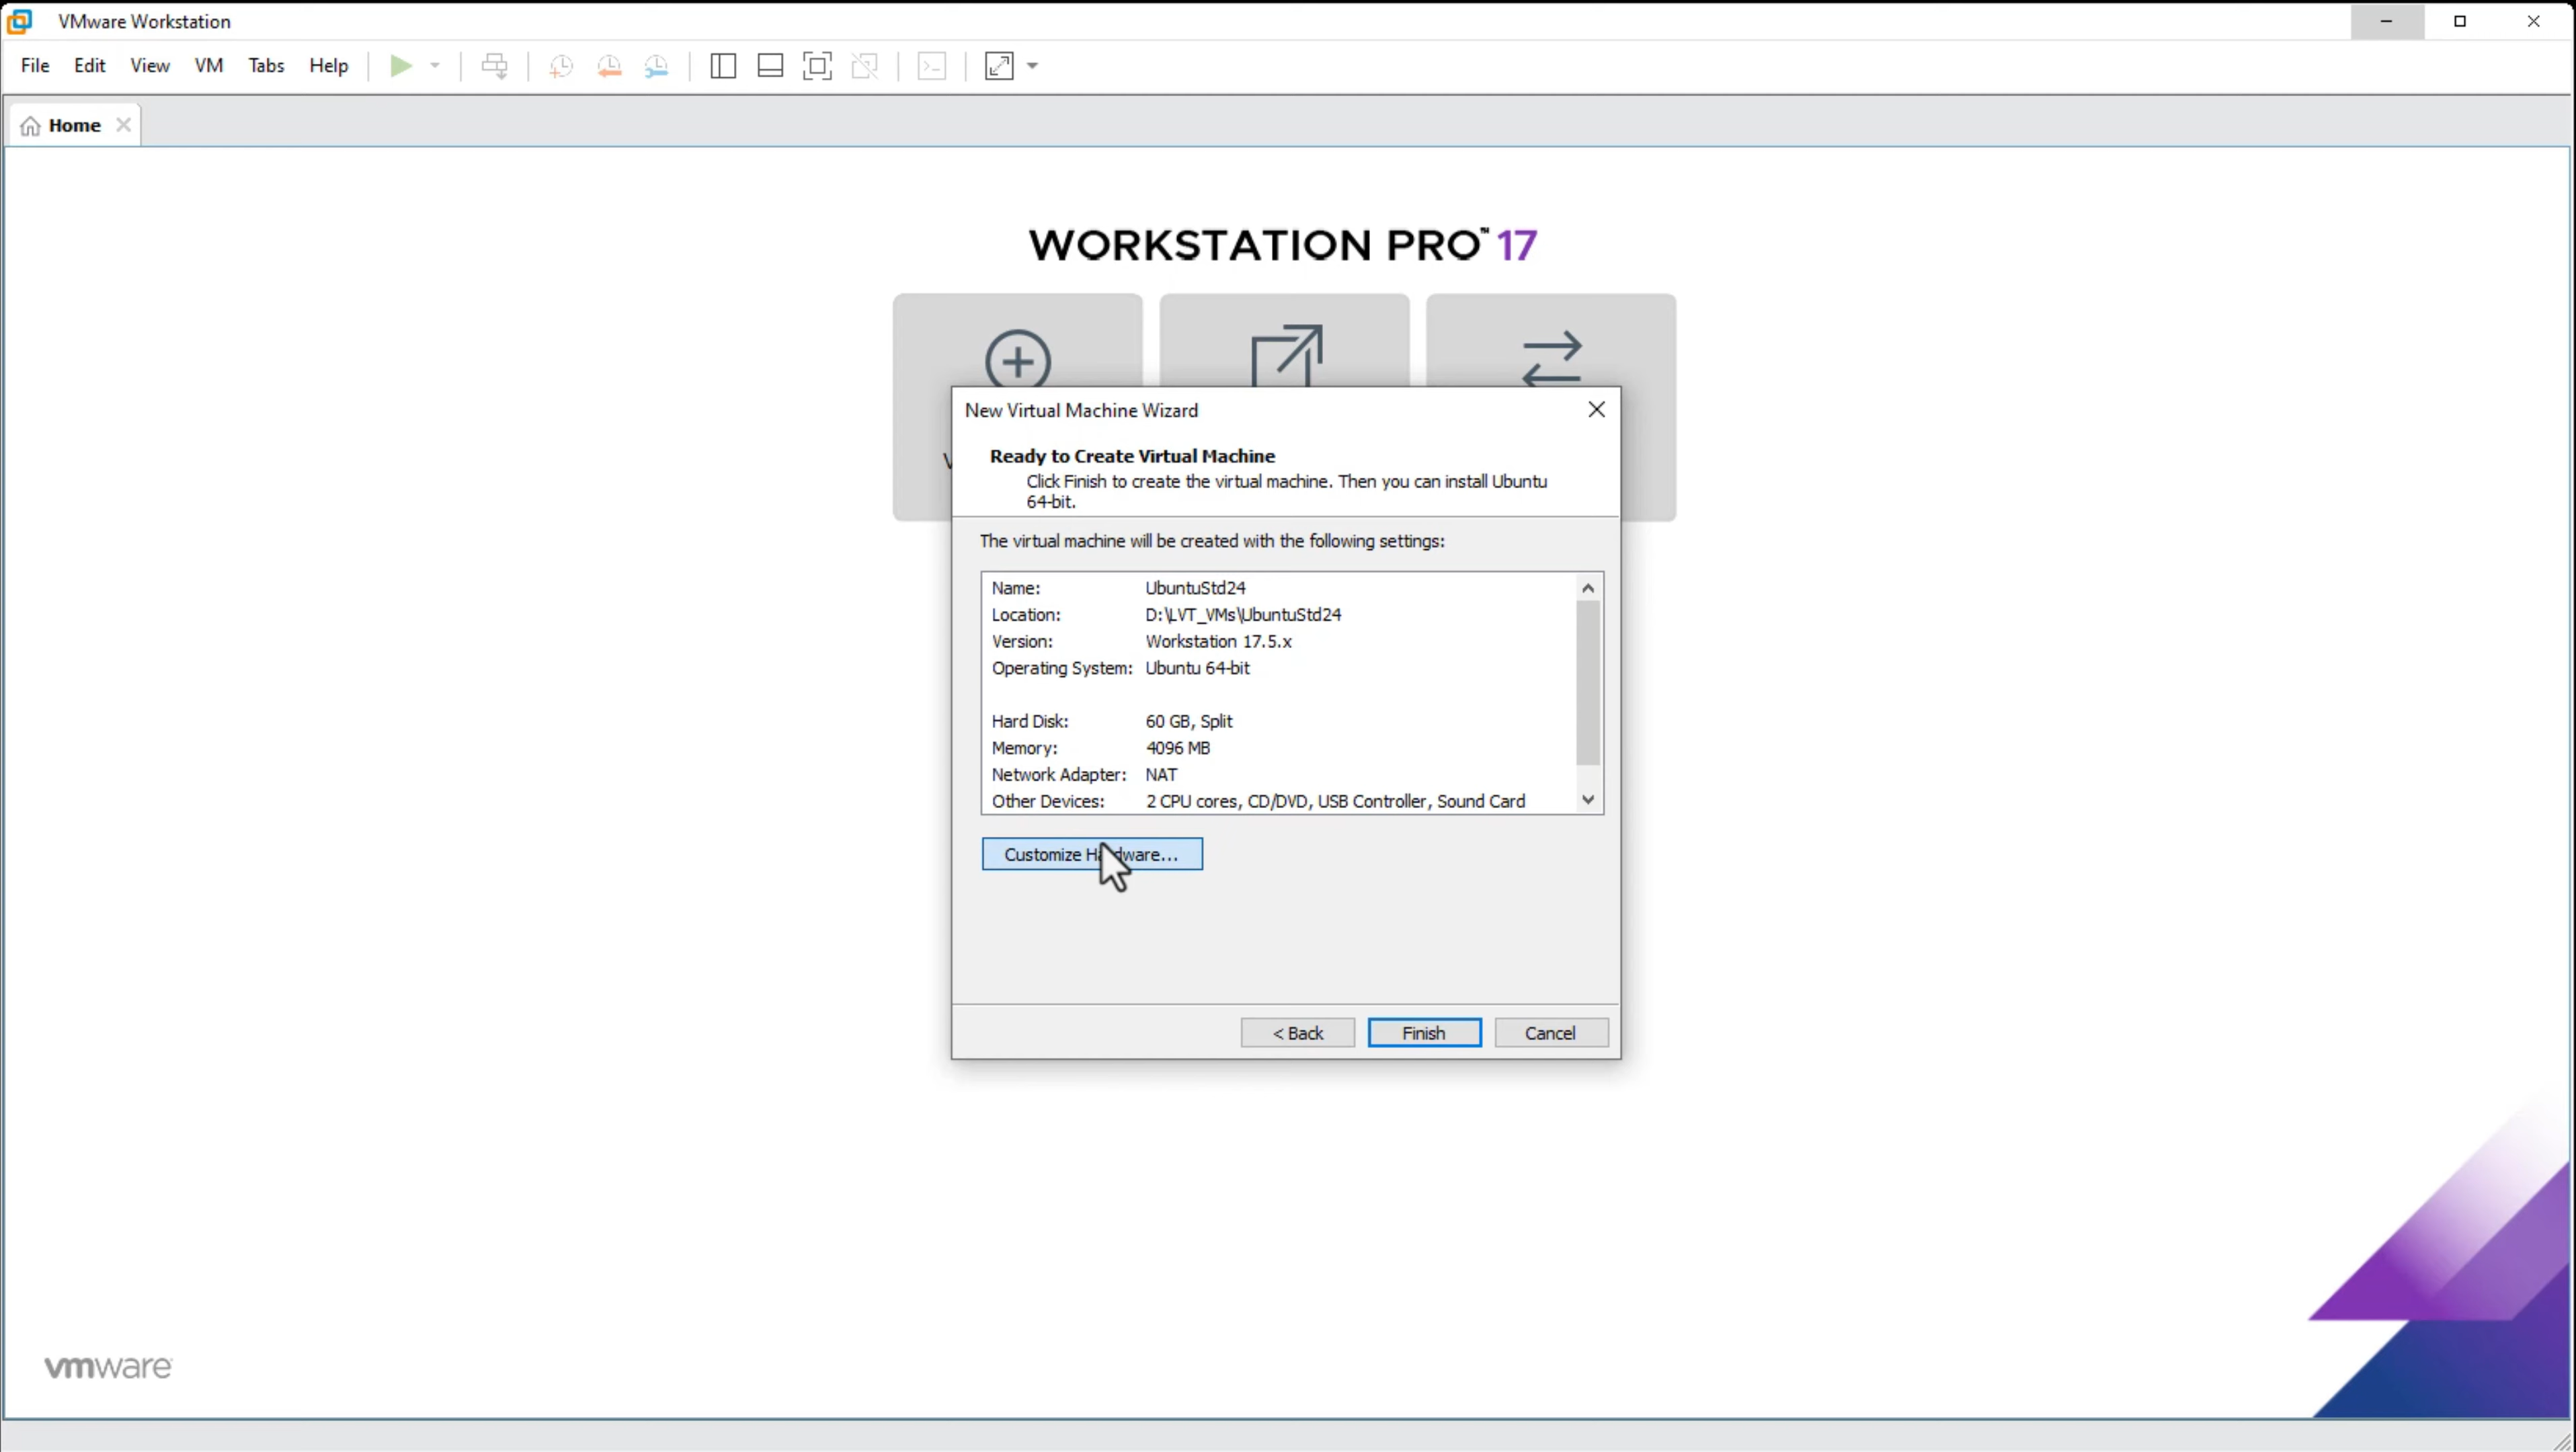 VMware Workstation
File Edit View VM Tabs Help
Home
WORKSTATION PRO™ 17
New Virtual Machine Wizard
Ready to Create Virtual Machine
Click Finish to create the virtual machine. Then you can install Ubuntu
64-bit.
The virtual machine will be created with the following settings:
Name: UbuntuStd24
Location: D:\LVT_VMs\UbuntuStd24
Version: Workstation 17.5.x
Operating System: Ubuntu 64-bit
Hard Disk: 60 GB, Split
Memory: 4096 MB
Network Adapter: NAT
Other Devices: 2 CPU cores, CD/DVD, USB Controller, Sound Card
Customize Hardware...
< Back Finish Cancel
vmware